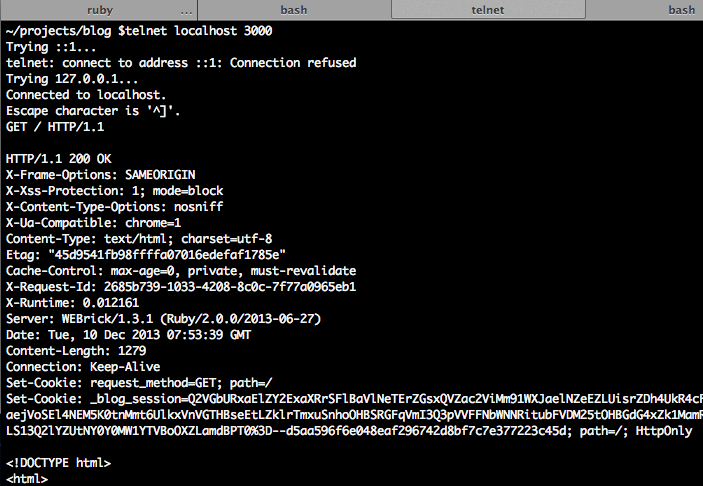 ruby ... bash telnet bash
~/projects/blog $telnet localhost 3000
Trying ::1...
telnet: connect to address ::1: Connection refused
Trying 127.0.0.1...
Connected to localhost.
Escape character is '^]'.
GET / HTTP/1.1
HTTP/1.1 200 OK
X-Frame-Options: SAMEORIGIN
X-Xss-Protection: 1; mode=block
X-Content-Type-Options: nosniff
X-Ua-Compatible: chrome=1
Content-Type: text/html; charset=utf-8
Etag: "45d9541fb98ffffa07016edefaf1785e"
Cache-Control: max-age=0, private, must-revalidate
X-Request-Id: 2685b739-1033-4208-8c0c-7f77a0965eb1
X-Runtime: 0.012161
Server: WEBrick/1.3.1 (Ruby/2.0.0/2013-06-27)
Date: Tue, 10 Dec 2013 07:53:39 GMT
Content-Length: 1279
Connection: Keep-Alive
Set-Cookie: request_method=GET; path=/
Set-Cookie: _blog_session=Q2VGbURxaElZY2ExaXRrSFlBaVlNeTErZGsxQVZac2ViMm91WXJaelNZeEZLUisrZDh4UkR4cF
aejVoSEl4NEM5K0tnMmt6UlkxVnVGTHBseEtLZklrTmxuSnhoOHBSRGFqVmI3Q3pVVFFNbWNNRitubFVDM25tOHBGdG4xZk1MamR
LS13Q2lYZUtNY0Y0MW1YTVBoOXZLamdBPT0%3D--d5aa596f6e048eaf296742d8bf7c7e377223c45d; path=/; HttpOnly
<!DOCTYPE html>
<html>